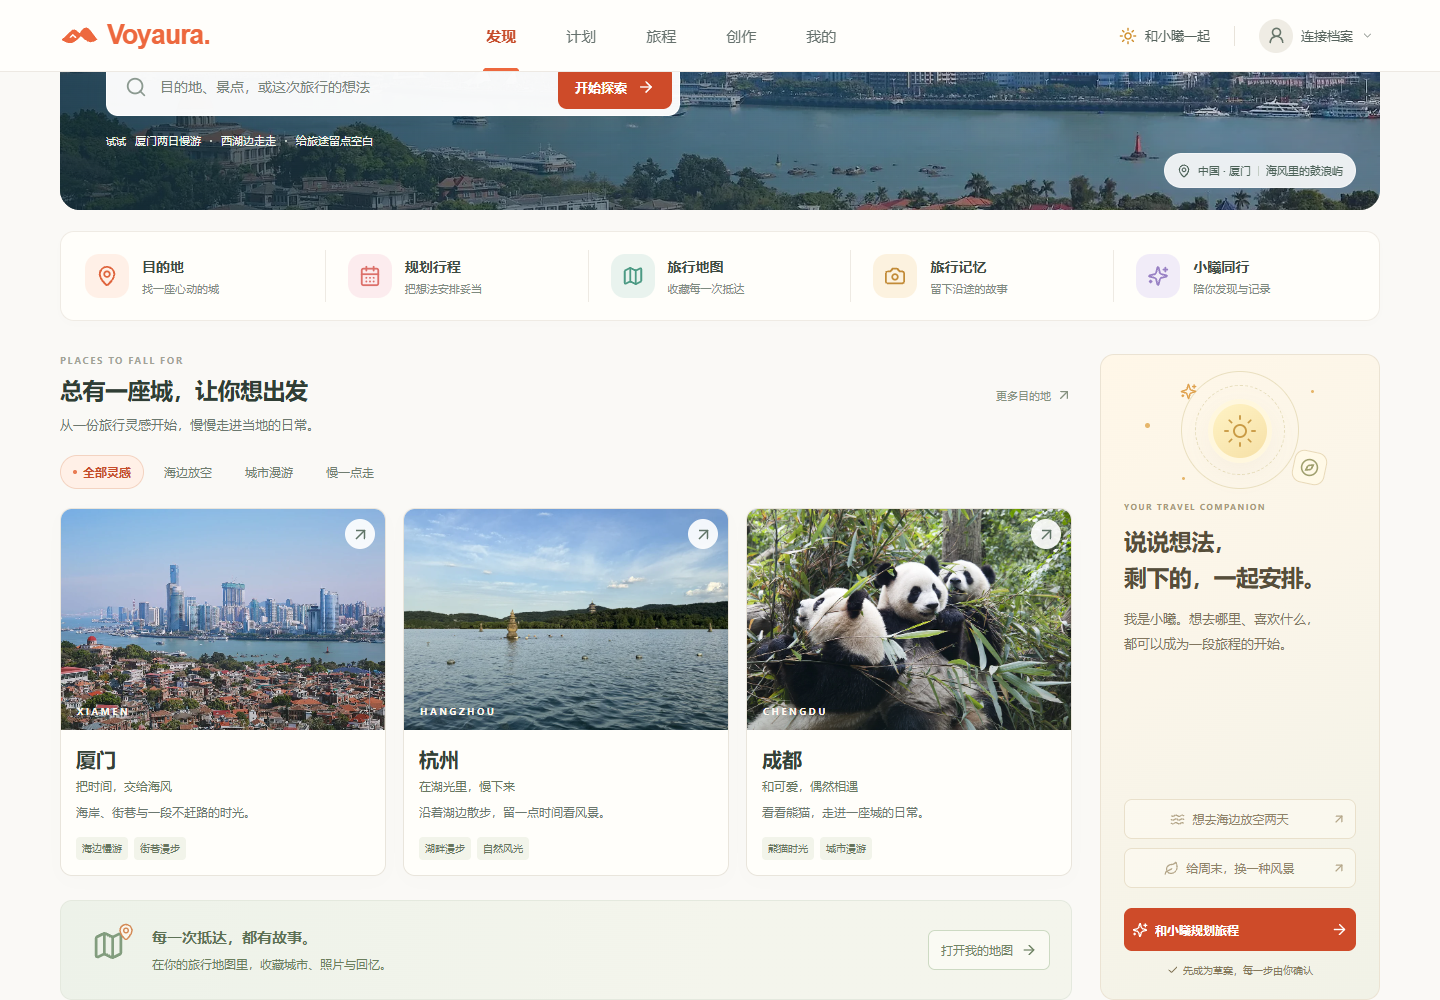 Voyaura.
发现
计划
旅程
创作
我的
和小曦一起
连接档案
目的地、景点，或这次旅行的想法
开始探索
试试 厦门两日慢游 · 西湖边走走 · 给旅途留点空白
中国 · 厦门 | 海风里的鼓浪屿
目的地
找一座心动的城
规划行程
把想法安排妥当
旅行地图
收藏每一次抵达
旅行记忆
留下沿途的故事
小曦同行
陪你发现与记录
PLACES TO FALL FOR
总有一座城，让你想出发
从一份旅行灵感开始，慢慢走进当地的日常。
更多目的地
全部灵感
海边放空
城市漫游
慢一点走
XIAMEN
厦门
把时间，交给海风
海岸、街巷与一段不赶路的时光。
海边慢游
街巷漫步
HANGZHOU
杭州
在湖光里，慢下来
沿着湖边散步，留一点时间看风景。
湖畔漫步
自然风光
CHENGDU
成都
和可爱，偶然相遇
看看熊猫，走进一座城的日常。
熊猫时光
城市漫游
每一次抵达，都有故事。
在你的旅行地图里，收藏城市、照片与回忆。
打开我的地图
YOUR TRAVEL COMPANION
说说想法，
剩下的，一起安排。
我是小曦。想去哪里、喜欢什么，
都可以成为一段旅程的开始。
想去海边放空两天
给周末，换一种风景
和小曦规划旅程
先成为草案，每一步由你确认